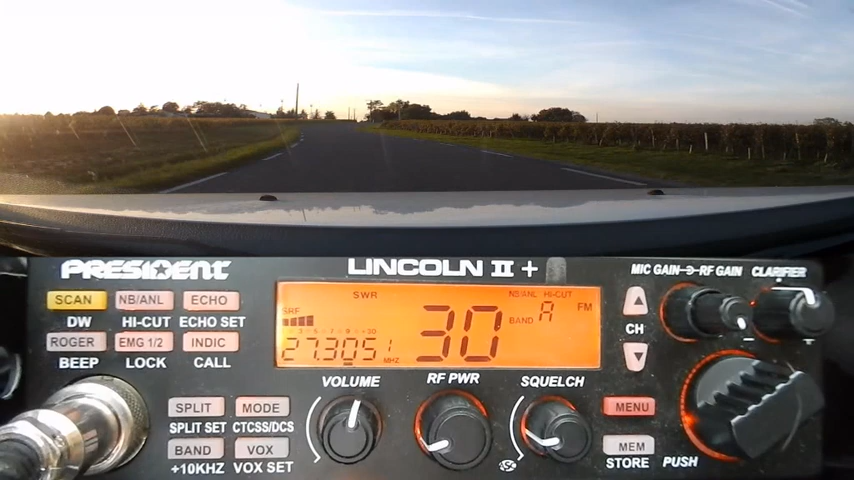 PRESIDENT
LINCOLN II +
MIC GAIN RF GAIN CLARIFIER
SCAN NB/ANL ECHO
DW HI-CUT ECHO SET
ROGER EMG 1/2 INDIC
BEEP LOCK CALL
SWR NB/ANL HI-CUT
SRF 30 BAND A FM
27.3051 MHZ
CH
SPLIT MODE
SPLIT SET CTCSS/DCS
BAND VOX
+10KHZ VOX SET
VOLUME RF PWR SQUELCH
MENU
MEM
STORE PUSH